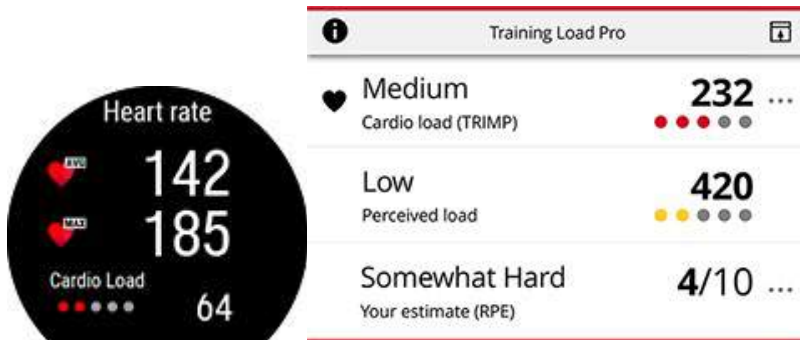 Heart rate
AVG
142
MAX
185
Cardio Load
64
Training Load Pro
Medium
232
Cardio load (TRIMP)
Low
420
Perceived load
Somewhat Hard
4/10
Your estimate (RPE)